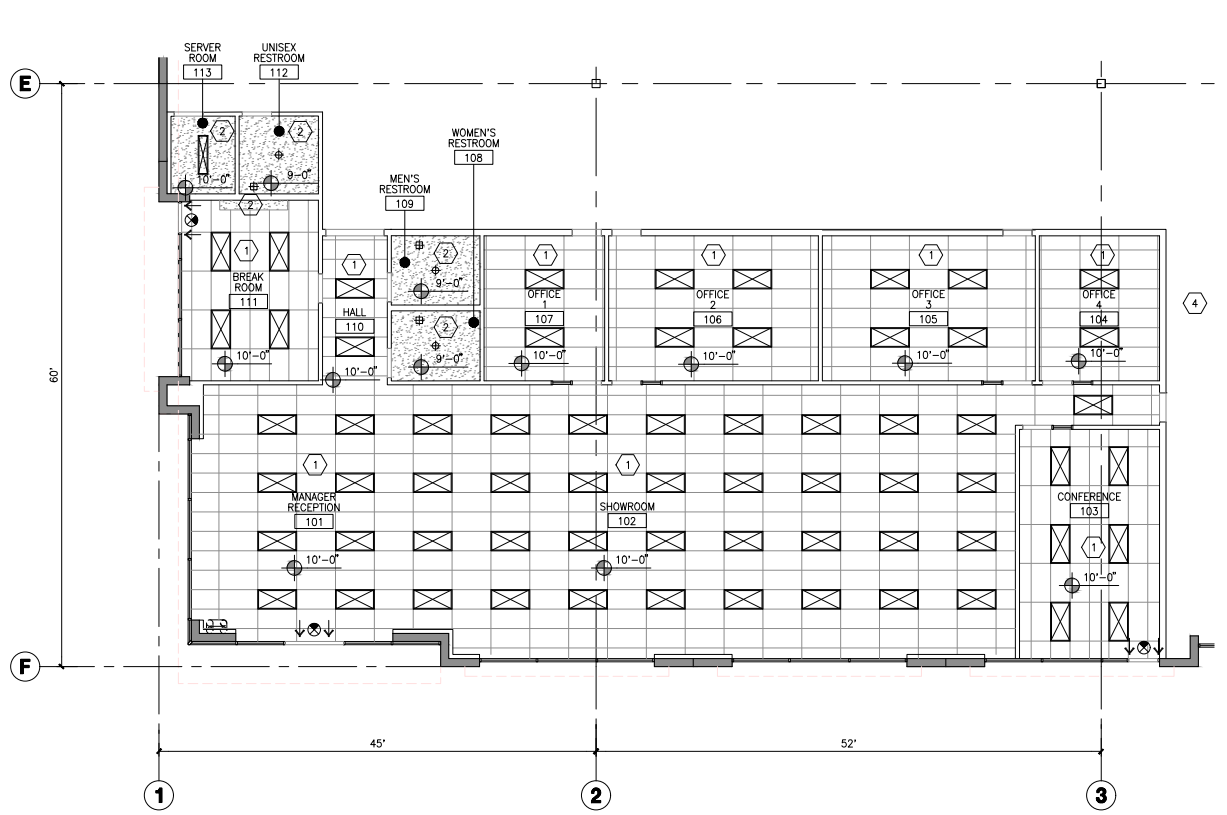 SERVER
ROOM
113
UNISEX
RESTROOM
112
E
2
2
WOMEN'S
RESTROOM
108
10'-0"
9'-0"
MEN'S
RESTROOM
109
2
1
BREAK
ROOM
111
10'-0"
1
HALL
110
10'-0"
2
9'-0"
2
9'-0"
1
OFFICE
1
107
10'-0"
1
OFFICE
2
106
10'-0"
1
OFFICE
3
105
10'-0"
1
OFFICE
4
104
10'-0"
4
60'
1
MANAGER
RECEPTION
101
10'-0"
1
SHOWROOM
102
10'-0"
CONFERENCE
103
1
10'-0"
F
45'
52'
1
2
3